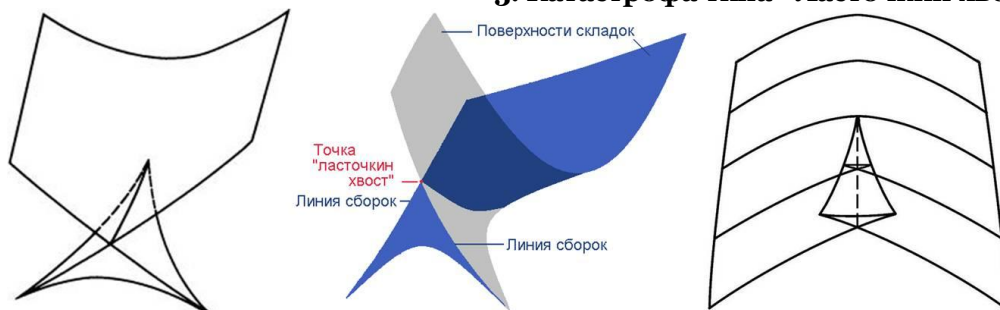 Поверхности складок
Точка
"ласточкин
хвост"
Линия сборок
Линия сборок